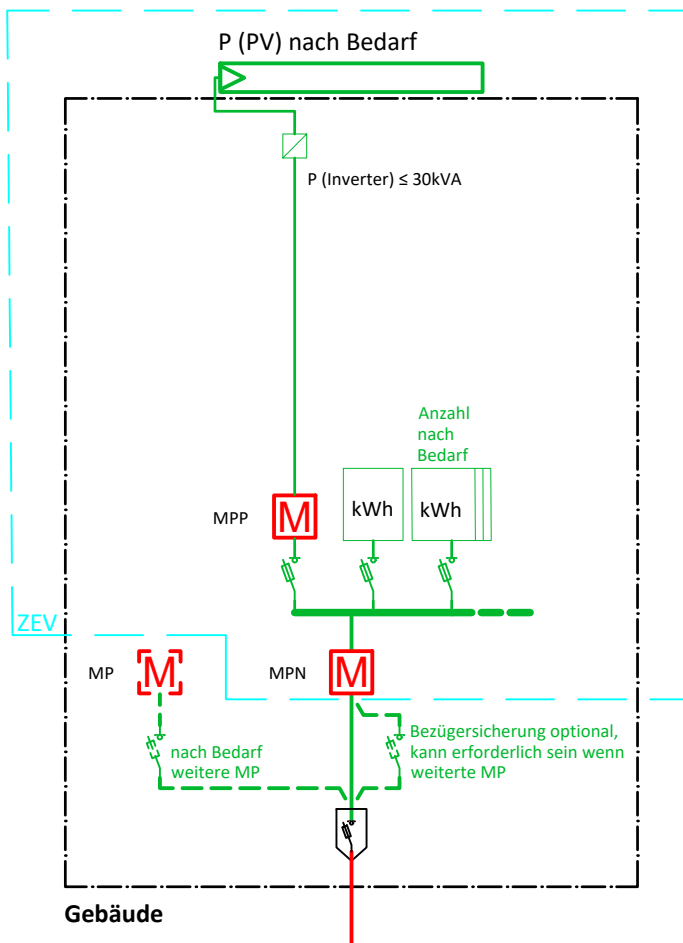 P (PV) nach Bedarf
P (Inverter) ≤ 30kVA
Anzahl
nach
Bedarf
MPP
M
kWh
kWh
ZEV
MP
M
MPN
M
nach Bedarf
weitere MP
Bezügersicherung optional,
kann erforderlich sein wenn
weiterte MP
Gebäude